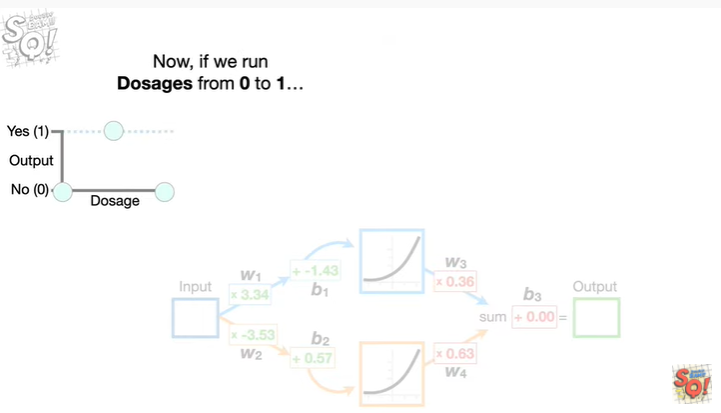 SQ!
Now, if we run
Dosages from 0 to 1...
Yes (1)
Output
No (0)
Dosage
Input
w1
x 3.34
+ -1.43
b1
w3
x 0.36
x -3.53
w2
b2
+ 0.57
x 0.63
w4
sum
b3
+ 0.00
=
Output
SQ!